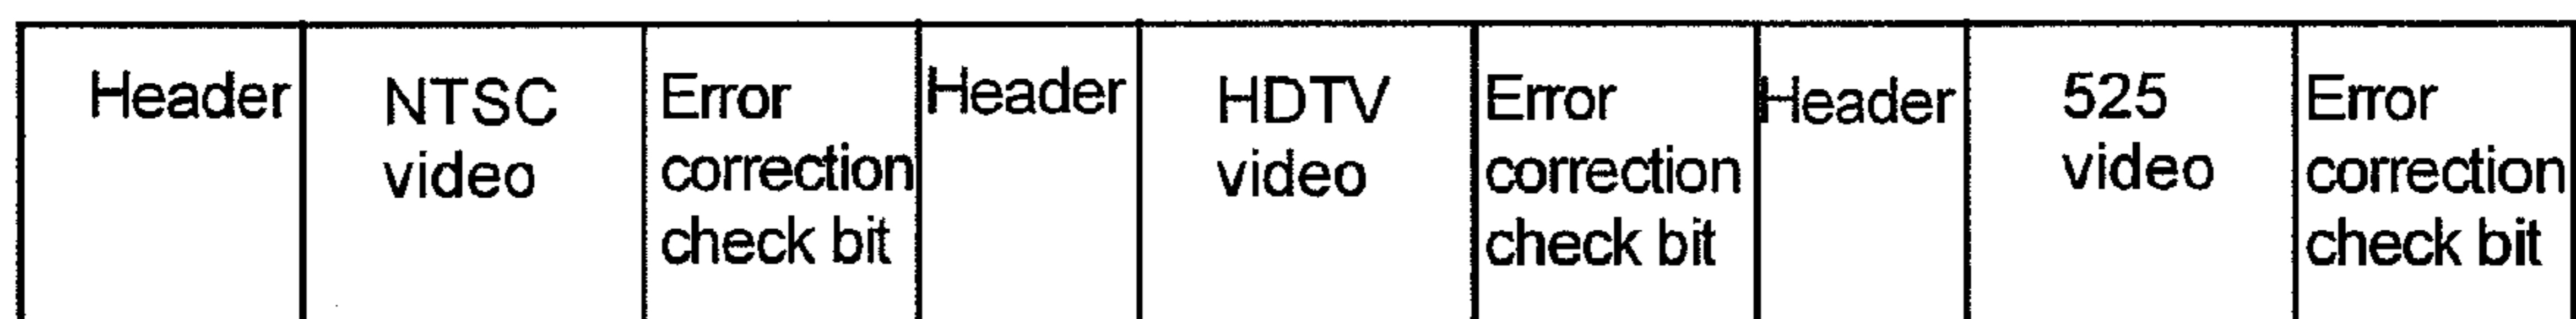 Header
NTSC
video
Error
correction
check bit
Header
HDTV
video
Error
correction
check bit
Header
525
video
Error
correction
check bit